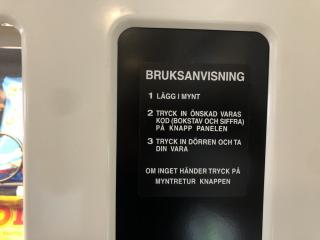 BRUKSANVISNING
1 LÄGG I MYNT
2 TRYCK IN ÖNSKAD VARAS
KOD (BOKSTAV OCH SIFFRA)
PÅ KNAPP PANELEN
3 TRYCK IN DÖRREN OCH TA
DIN VARA
OM INGET HÄNDER TRYCK PÅ
MYNTRETUR KNAPPEN